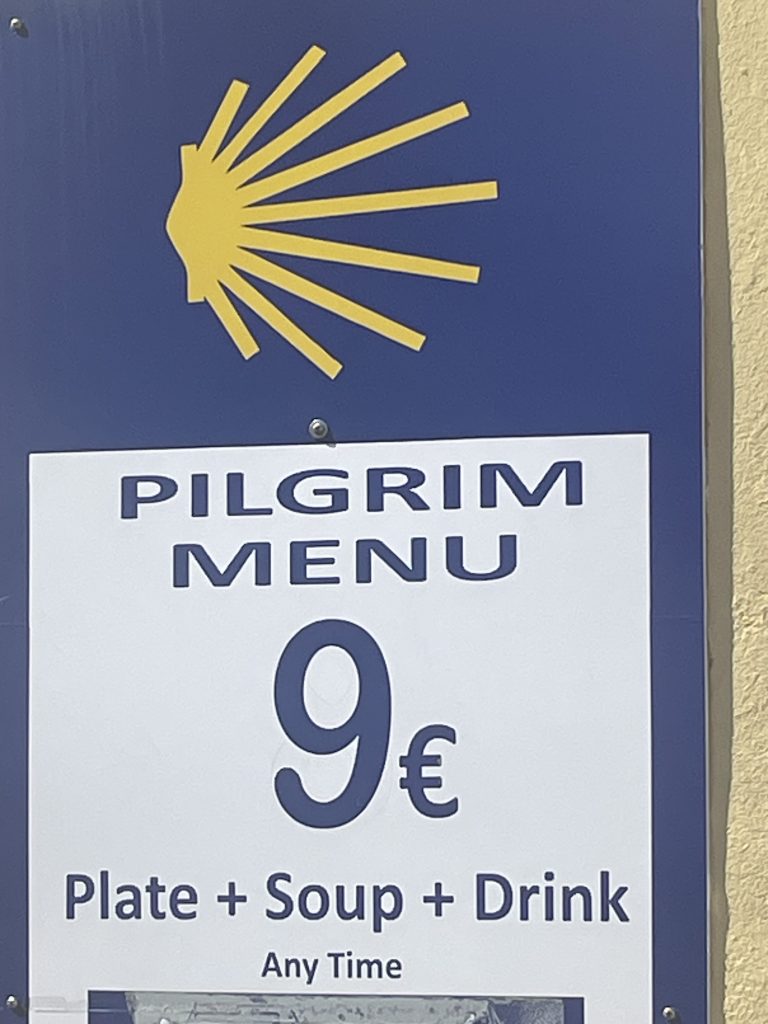 PILGRIM
MENU
9€
Plate + Soup + Drink
Any Time